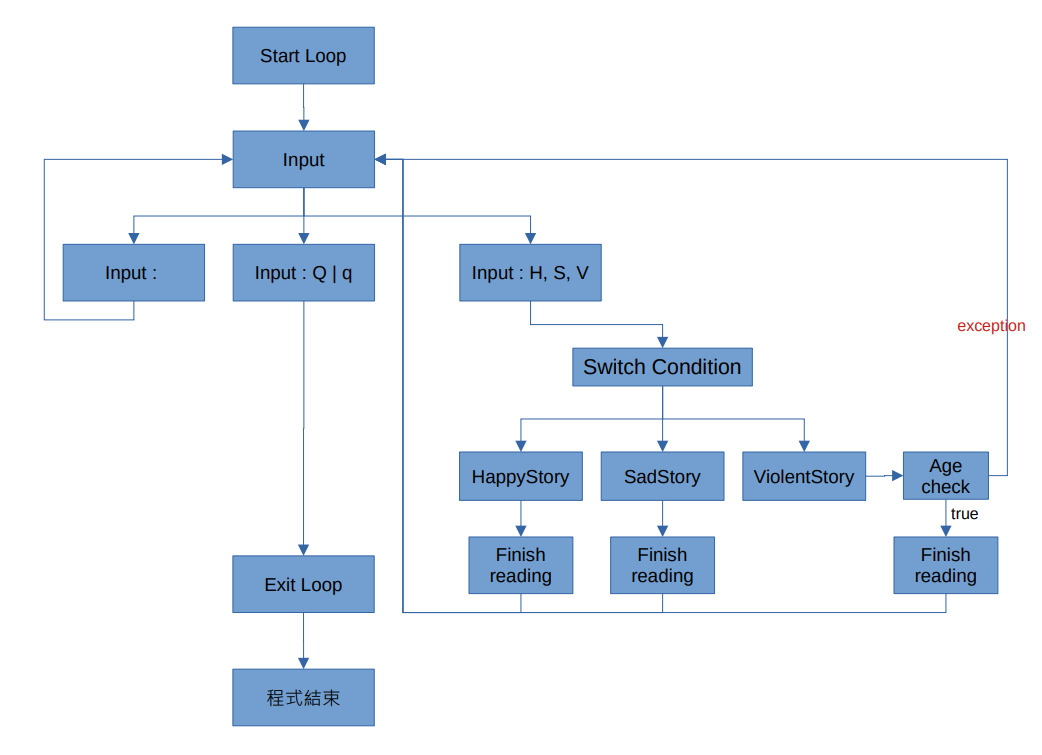 Start Loop
Input
Input :
Input : Q | q
Input : H, S, V
exception
Switch Condition
HappyStory
SadStory
ViolentStory
Age
check
true
Finish
reading
Finish
reading
Finish
reading
Exit Loop
程式結束